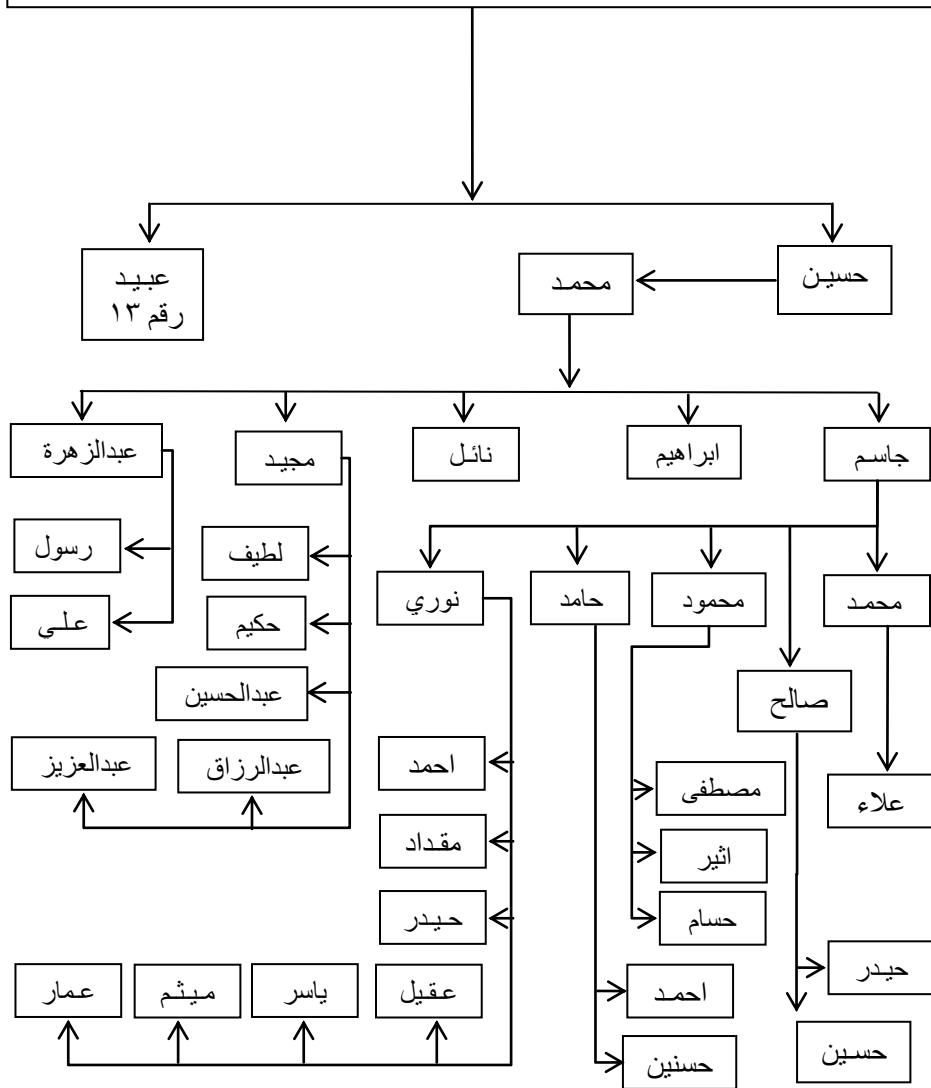 حسين
محمد
عبيد
رقم ١٣
جاسم
ابراهيم
نائل
مجيد
عبدالزهرة
محمد
محمود
حامد
نوري
لطيف
رسول
حكيم
علي
صالح
عبدالحسين
عبدالرزاق
عبدالعزيز
علاء
مصطفى
احمد
اثير
مقداد
حسام
حيدر
حيدر
احمد
عقيل
ياسر
ميثم
عمار
حسين
حسنين